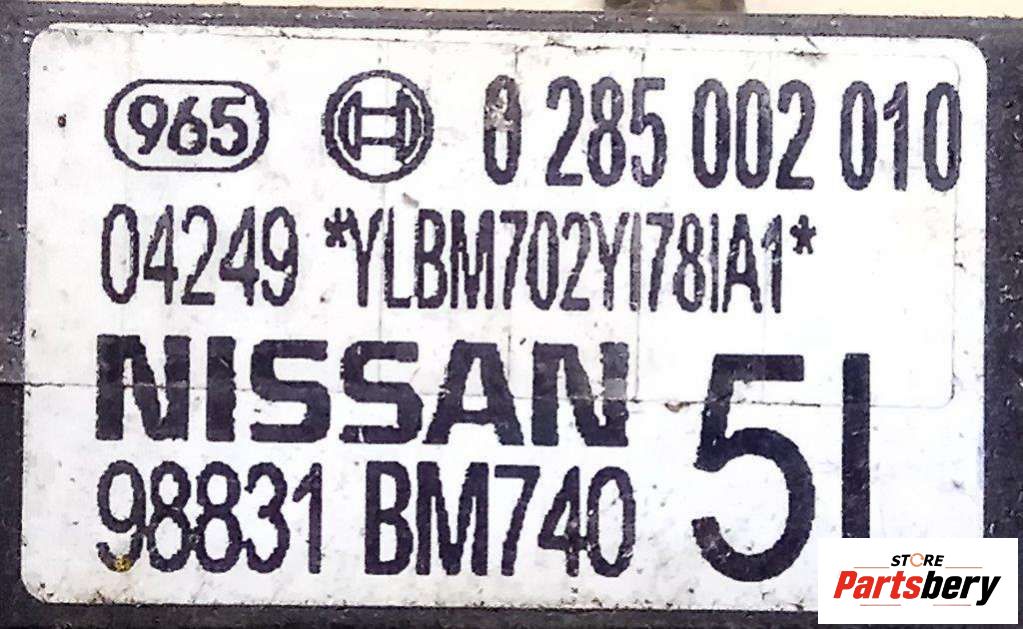 965 0 285 002 010
04249 *YLBM702YI78IA1*
NISSAN 5I
98831 BM740
STORE
Partsbery